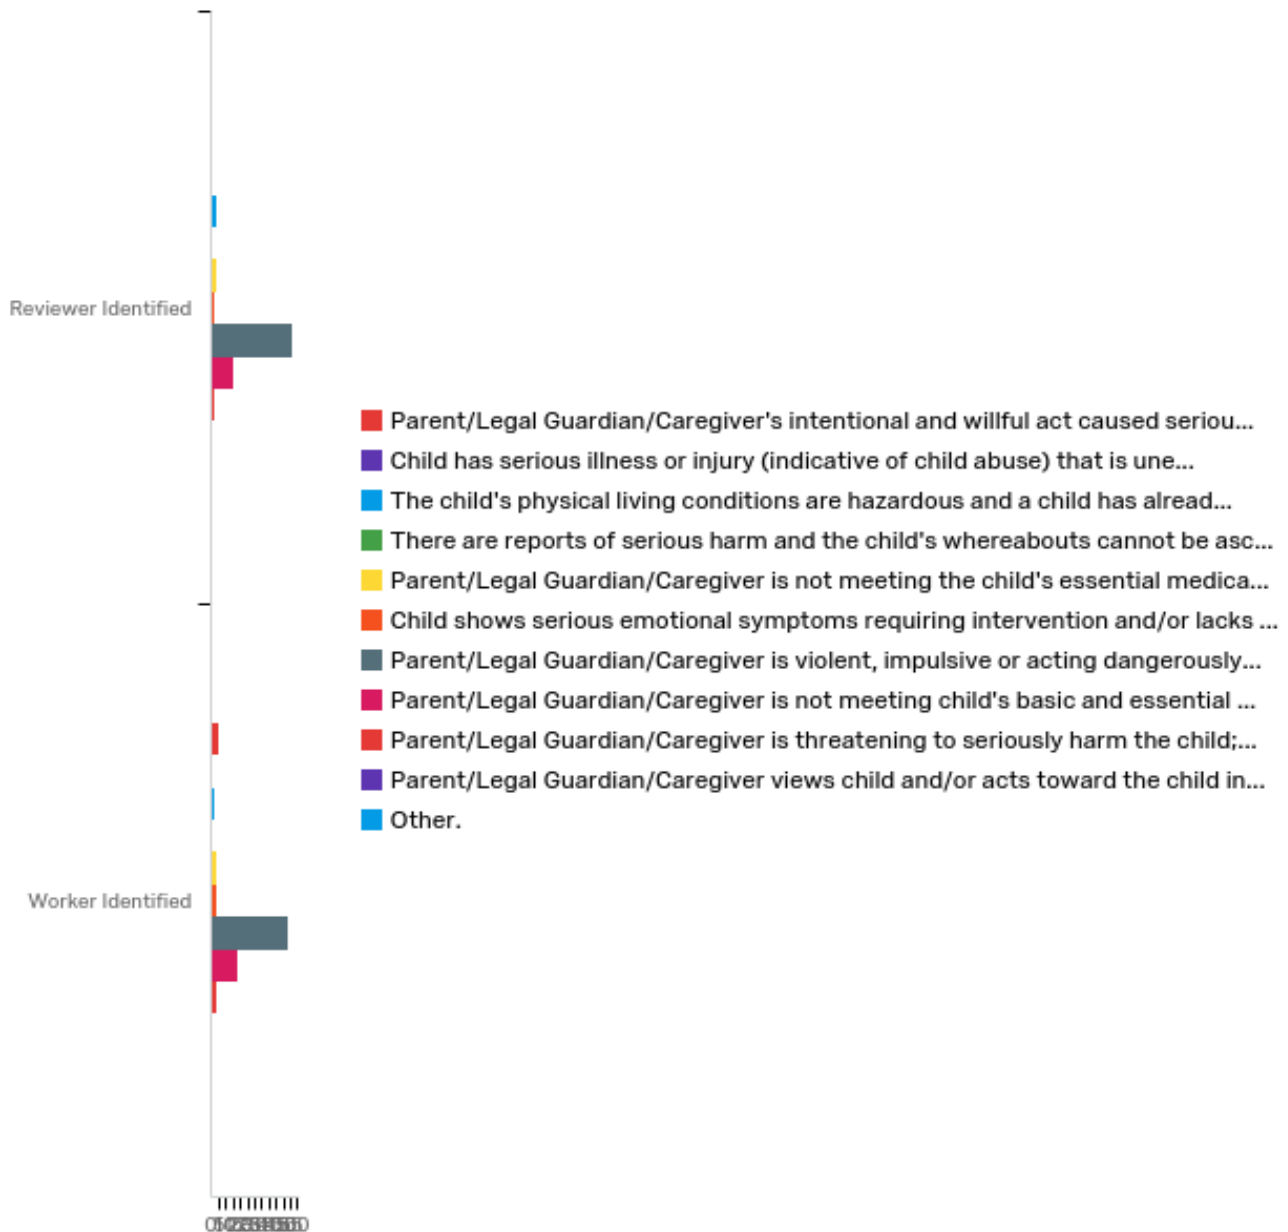 Reviewer Identified
Parent/Legal Guardian/Caregiver's intentional and willful act caused seriou...
Child has serious illness or injury (indicative of child abuse) that is une...
The child's physical living conditions are hazardous and a child has alread...
There are reports of serious harm and the child's whereabouts cannot be asc...
Parent/Legal Guardian/Caregiver is not meeting the child's essential medica...
Child shows serious emotional symptoms requiring intervention and/or lacks ...
Parent/Legal Guardian/Caregiver is violent, impulsive or acting dangerously...
Parent/Legal Guardian/Caregiver is not meeting child's basic and essential ...
Parent/Legal Guardian/Caregiver is threatening to seriously harm the child;...
Parent/Legal Guardian/Caregiver views child and/or acts toward the child in...
Other.
Worker Identified